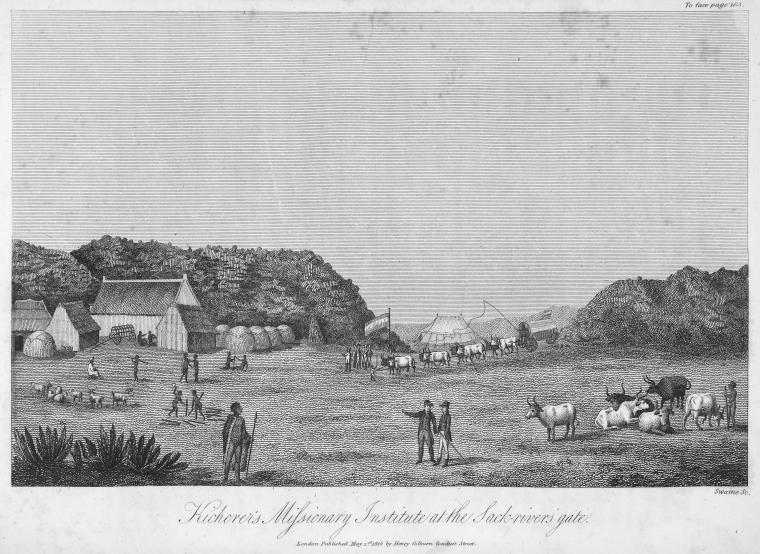 To face page 163.
Swaine Sc.
Kicherer's Missionary Institute at the Sack-river's gate.
London Published May 1st 1815 by Henry Colburn Conduit Street.